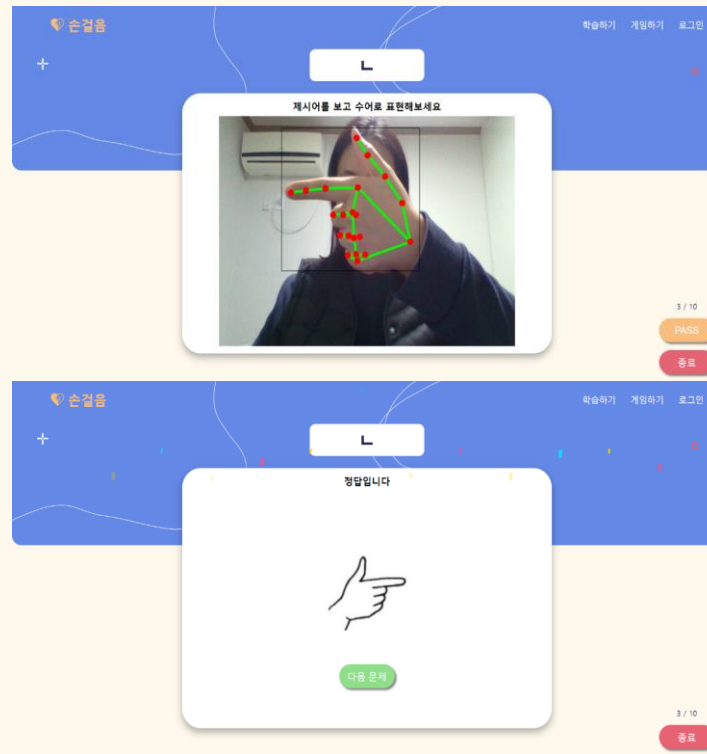 손걸음
학습하기 게임하기 로그인
ㄴ
제시어를 보고 수어로 표현해보세요
3 / 10
PASS
종료
손걸음
학습하기 게임하기 로그인
ㄴ
정답입니다
다음 문제
3 / 10
종료